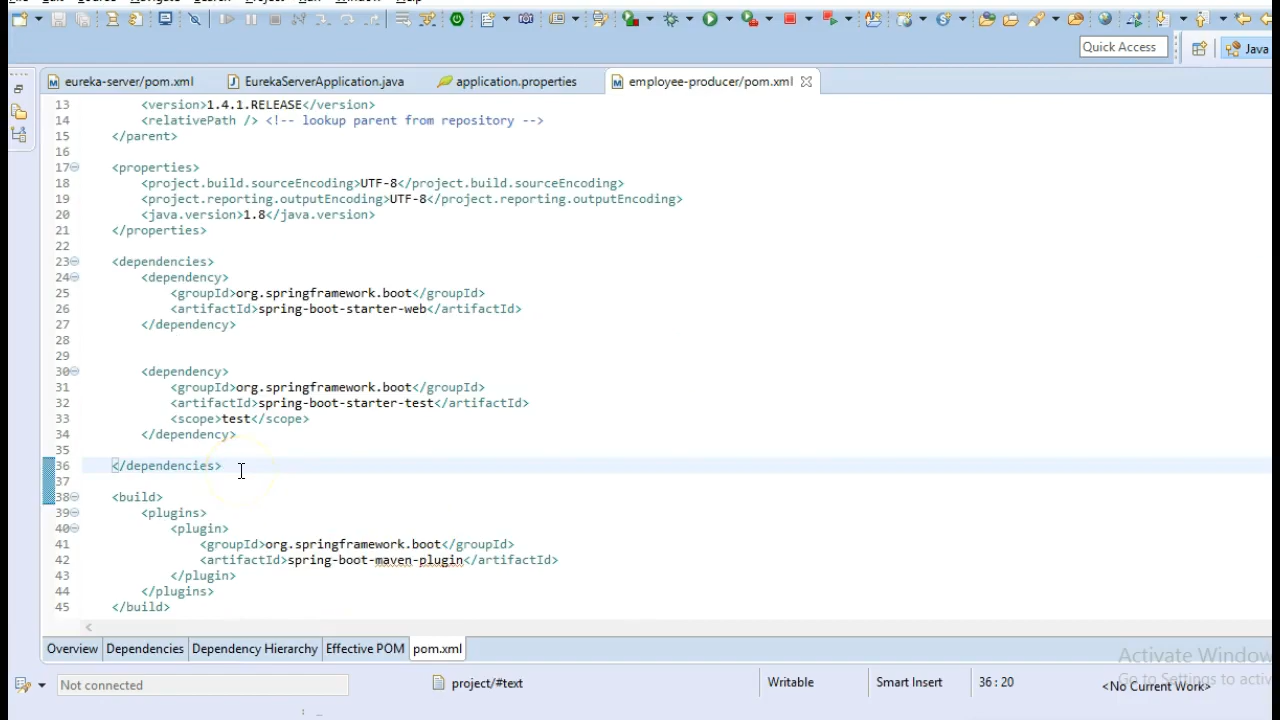 Quick Access
Java
eureka-server/pom.xml
EurekaServerApplication.java
application.properties
employee-producer/pom.xml
13 <version>1.4.1.RELEASE</version>
14 <relativePath /> <!-- lookup parent from repository -->
15 </parent>
16
17 <properties>
18 <project.build.sourceEncoding>UTF-8</project.build.sourceEncoding>
19 <project.reporting.outputEncoding>UTF-8</project.reporting.outputEncoding>
20 <java.version>1.8</java.version>
21 </properties>
22
23 <dependencies>
24 <dependency>
25 <groupId>org.springframework.boot</groupId>
26 <artifactId>spring-boot-starter-web</artifactId>
27 </dependency>
28
29
30 <dependency>
31 <groupId>org.springframework.boot</groupId>
32 <artifactId>spring-boot-starter-test</artifactId>
33 <scope>test</scope>
34 </dependency>
35
36 </dependencies>
37
38 <build>
39 <plugins>
40 <plugin>
41 <groupId>org.springframework.boot</groupId>
42 <artifactId>spring-boot-maven-plugin</artifactId>
43 </plugin>
44 </plugins>
45 </build>
Overview Dependencies Dependency Hierarchy Effective POM pom.xml
Activate Window
Go to Settings to activ
Not connected
project/#text
Writable
Smart Insert
36 : 20
<No Current Work>